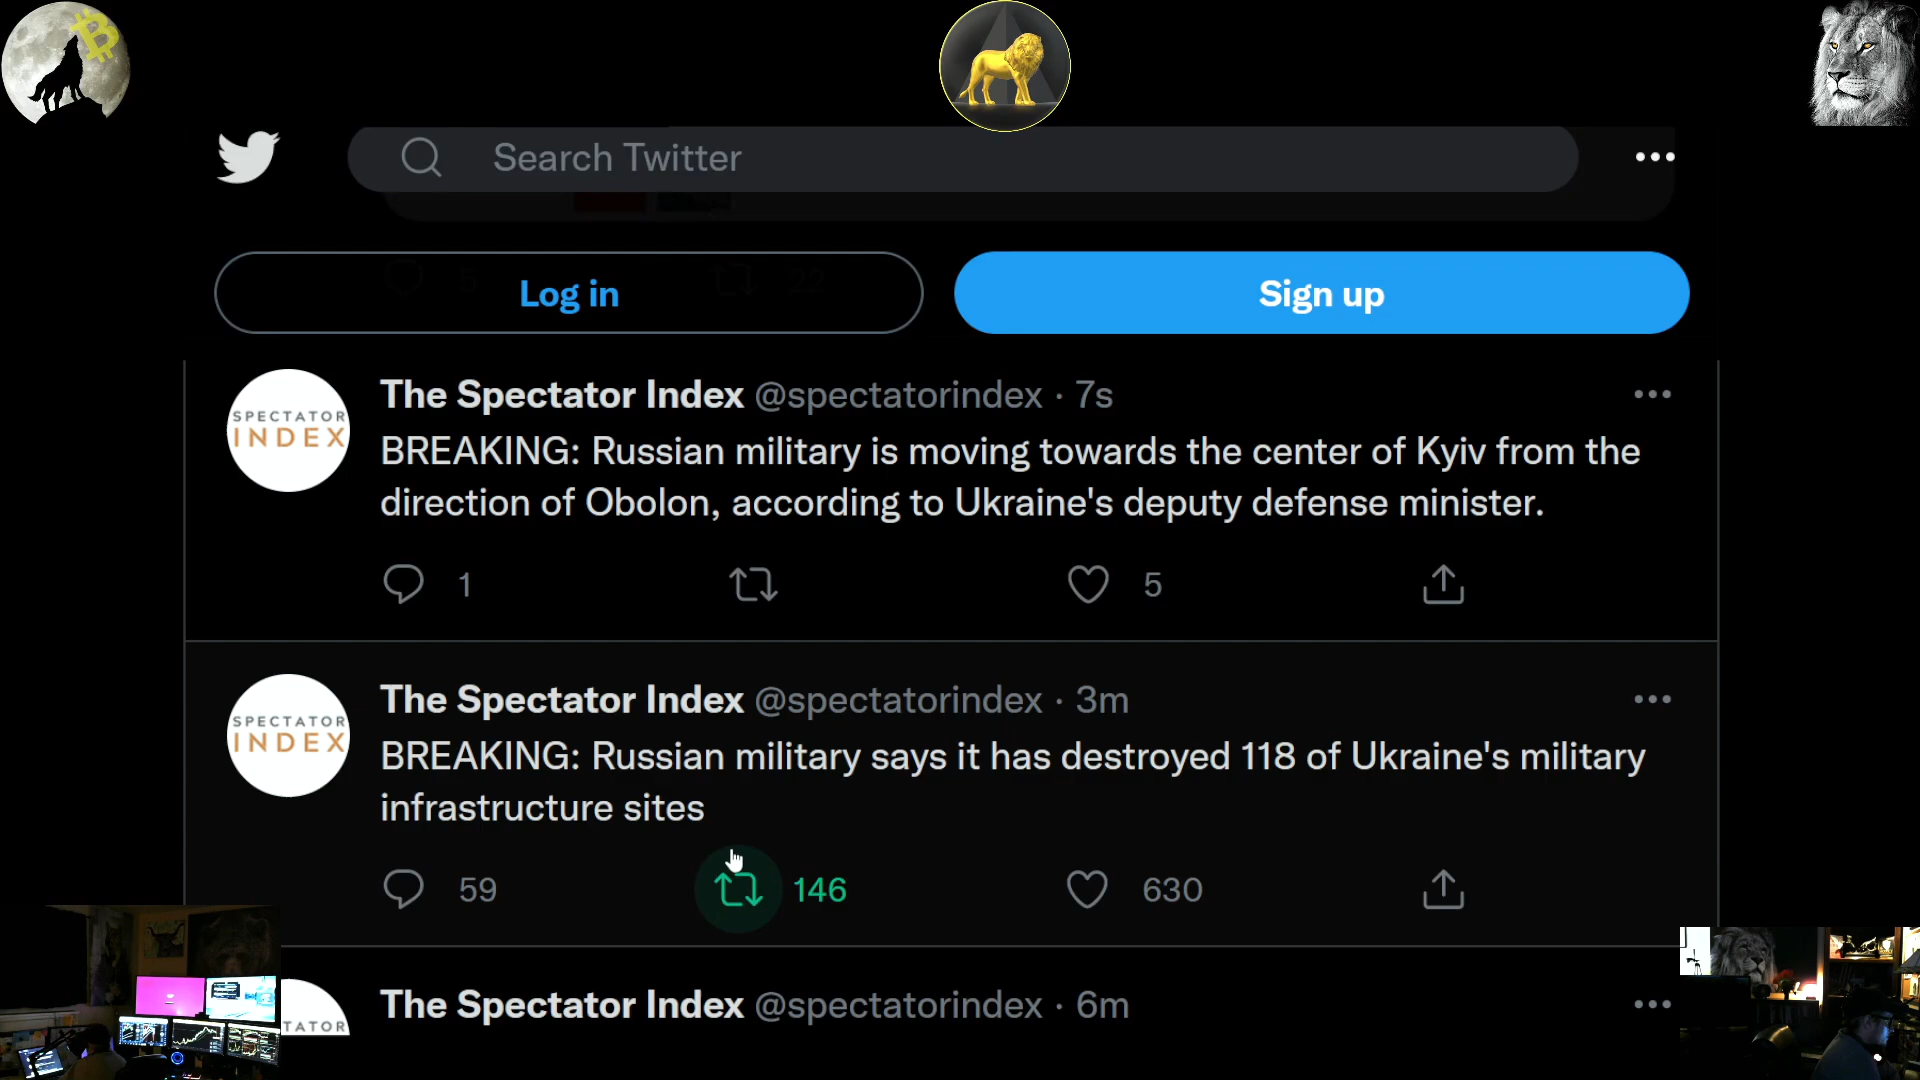 Search Twitter
Log in
Sign up
SPECTATOR
INDEX
The Spectator Index @spectatorindex · 7s
BREAKING: Russian military is moving towards the center of Kyiv from the
direction of Obolon, according to Ukraine's deputy defense minister.
1
5
SPECTATOR
INDEX
The Spectator Index @spectatorindex · 3m
BREAKING: Russian military says it has destroyed 118 of Ukraine's military
infrastructure sites
59
146
630
TATOR
The Spectator Index @spectatorindex · 6m